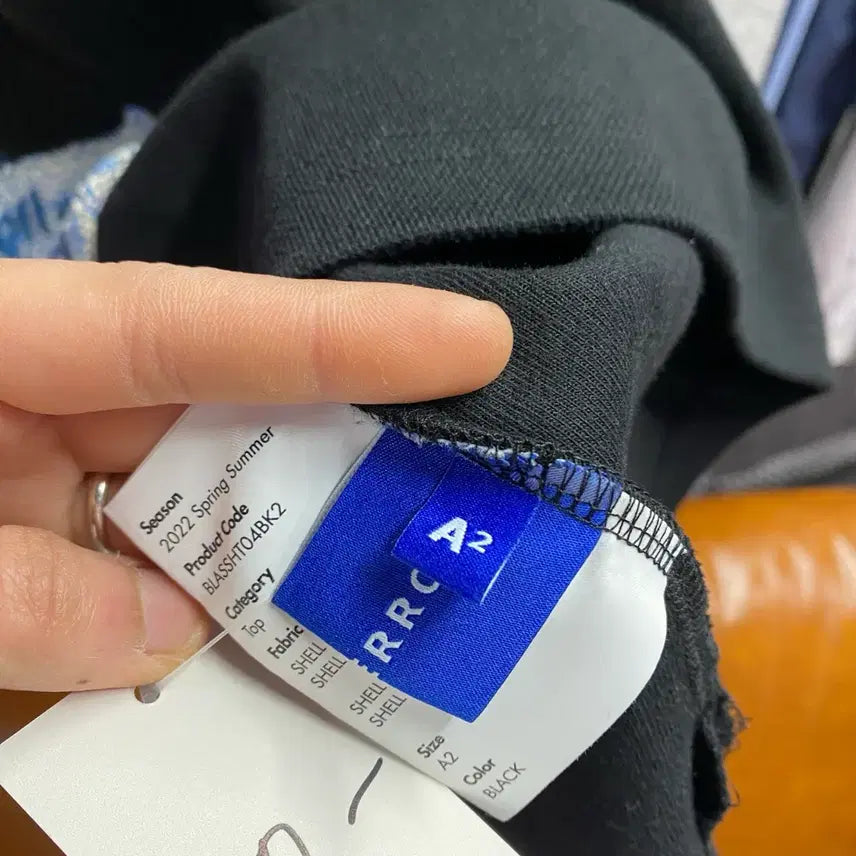 Season
2022 Spring Summer
Product Code
BLASSHT04BK2
Category
Top
Fabric
SHELL
SHELL
SHELL
SHELL
Size
A2
Color
BLACK
A2
ERRO